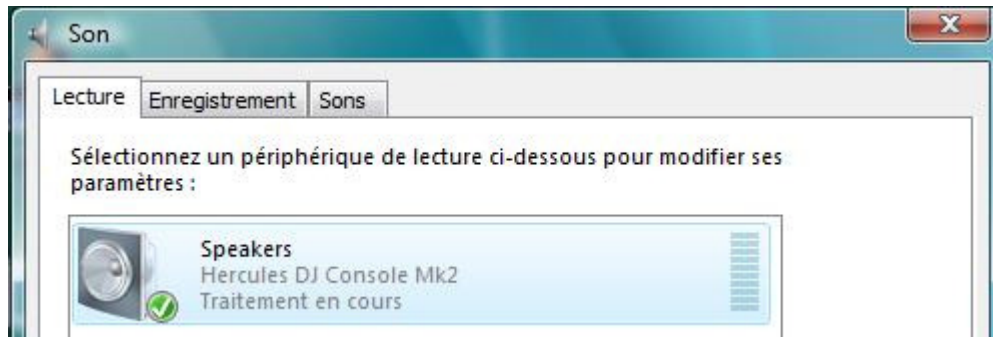 Son
Lecture Enregistrement Sons
Sélectionnez un périphérique de lecture ci-dessous pour modifier ses
paramètres :
Speakers
Hercules DJ Console Mk2
Traitement en cours